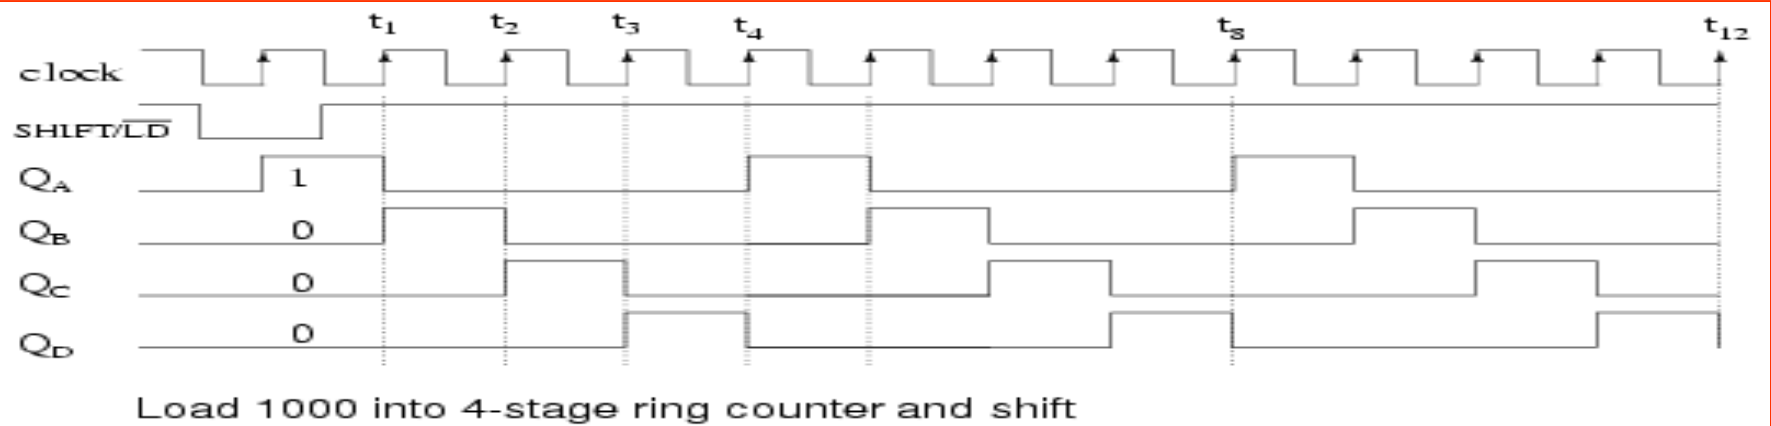 t1 t2 t3 t4 t8 t12
clock
SHIFT/LD
QA 1
QB 0
QC 0
QD 0
Load 1000 into 4-stage ring counter and shift